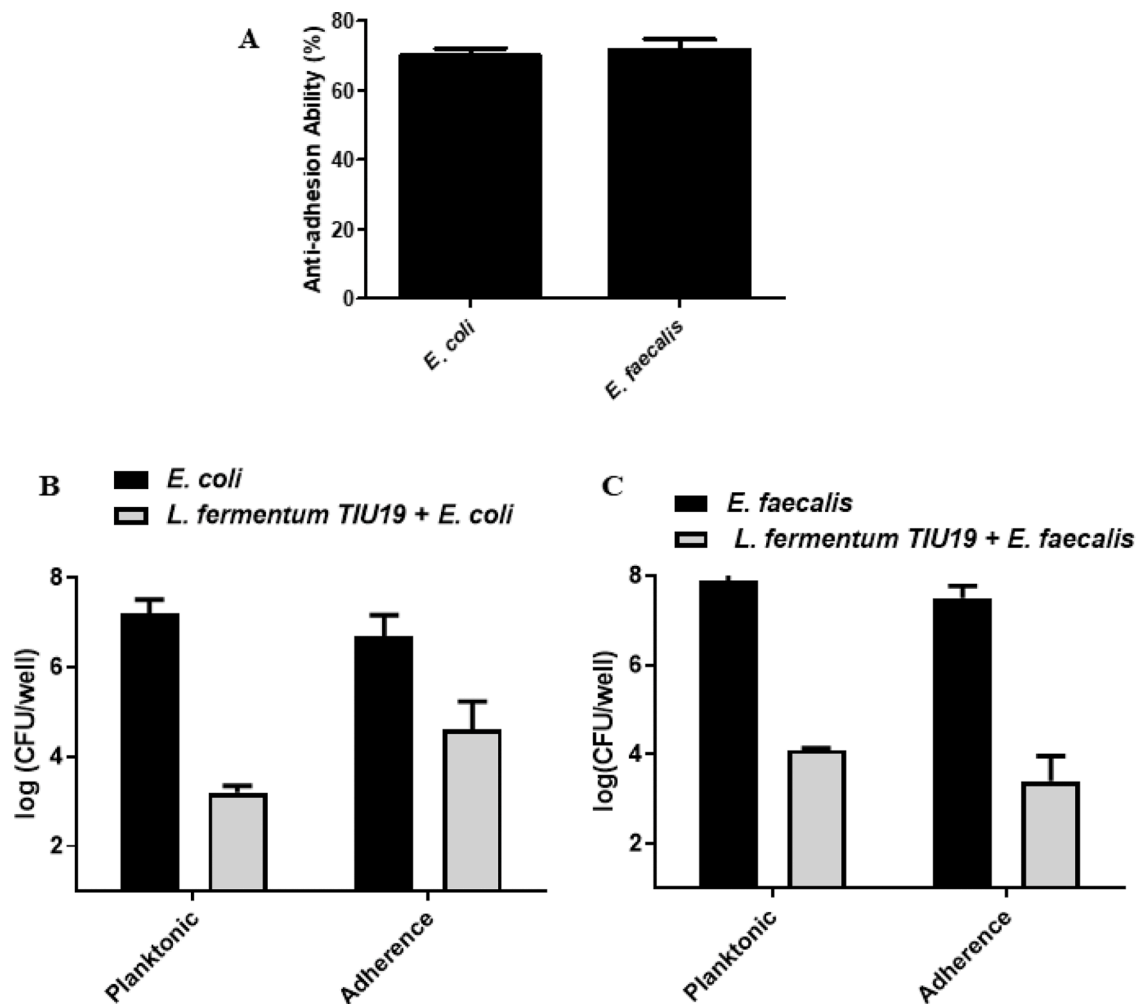 A
Anti-adhesion Ability (%)
80
60
40
20
0
E. coli
E. faecalis
B
E. coli
L. fermentum TIU19 + E. coli
log (CFU/well)
8
6
4
2
Planktonic
Adherence
C
E. faecalis
L. fermentum TIU19 + E. faecalis
log(CFU/well)
8
6
4
2
Planktonic
Adherence